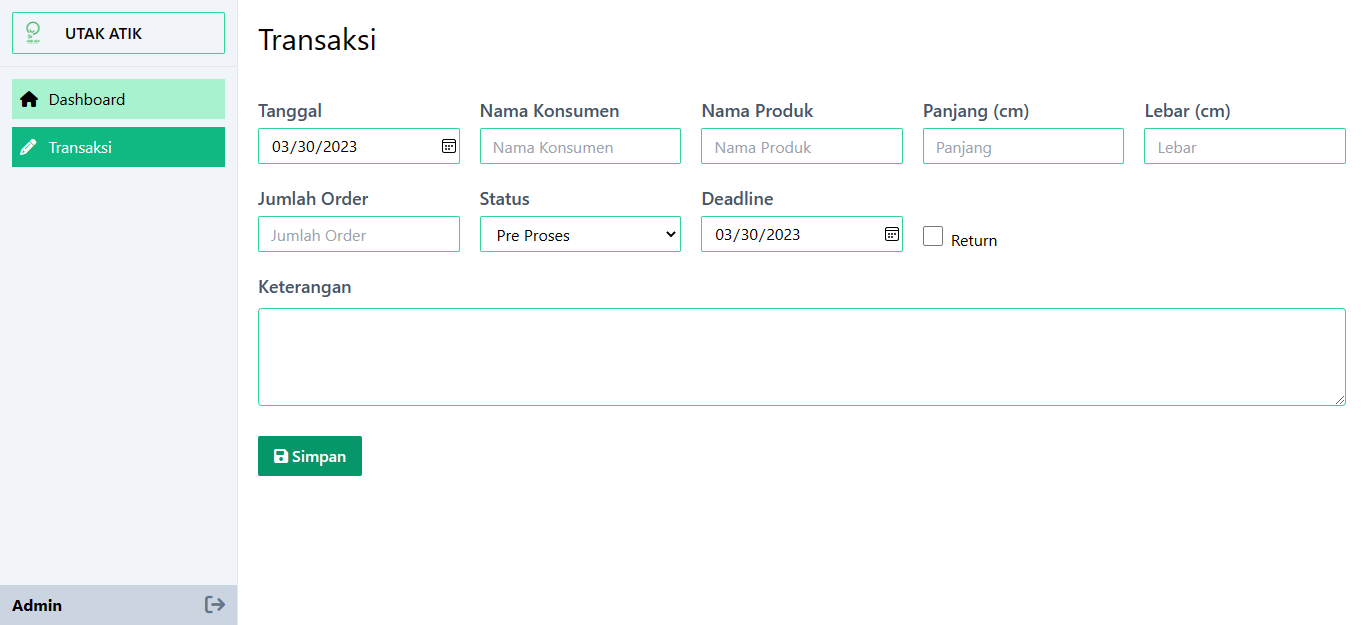 UTAK ATIK
Dashboard
Transaksi
Transaksi
Tanggal
Nama Konsumen
Nama Produk
Panjang (cm)
Lebar (cm)
03/30/2023
Nama Konsumen
Nama Produk
Panjang
Lebar
Jumlah Order
Status
Deadline
Jumlah Order
Pre Proses
03/30/2023
Return
Keterangan
Simpan
Admin